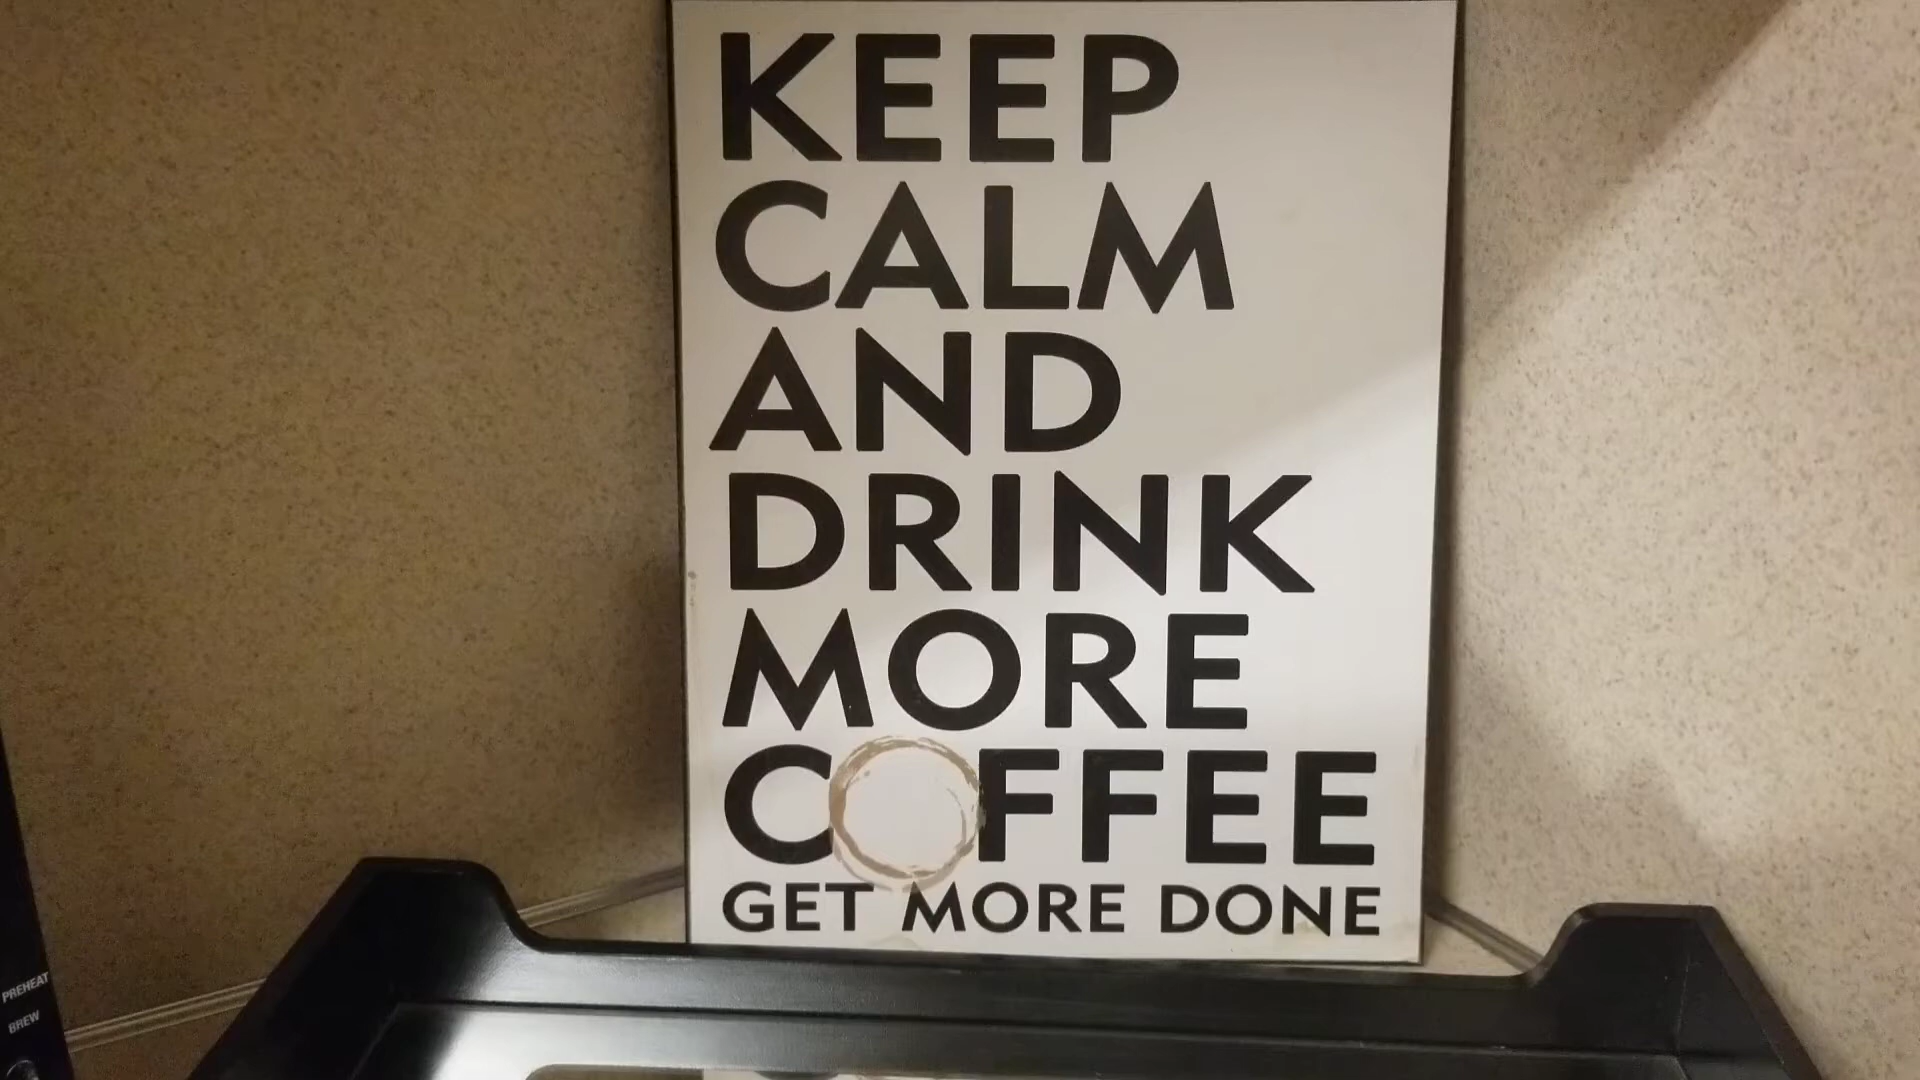 KEEP
CALM
AND
DRINK
MORE
COFFEE
GET MORE DONE
PREHEAT
BREW